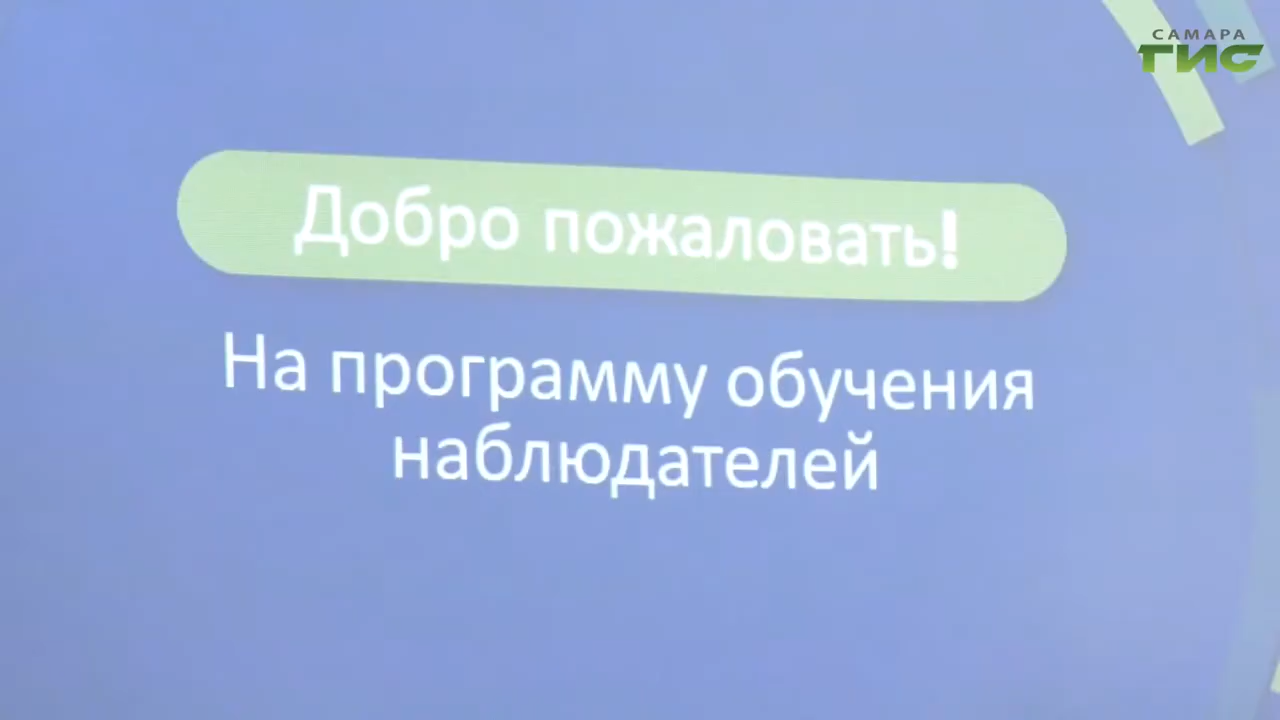 САМАРА
ГИС
Добро пожаловать!
На программу обучения
наблюдателей